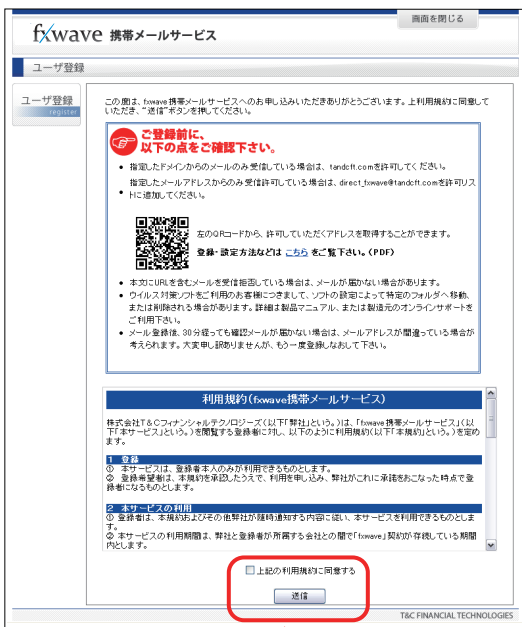 画面を閉じる
fxwave 携帯メールサービス
ユーザ登録
ユーザ登録
register
この度は、fxwave携帯メールサービスへのお申し込みいただきありがとうございます。上利用規約に同意して
いただき、“送信”ボタンを押してください。
ご登録前に、
以下の点をご確認下さい。
• 指定したドメインからのメールのみ受信している場合は、tandcft.comを許可してください。
指定したメールアドレスからのみ受信許可している場合は、direct_fxwave@tandcft.comを許可リス
• トに追加してください。
左のQRコードから、許可していただくアドレスを取得することができます。
登録・設定方法などは こちら をご覧下さい。(PDF)
• 本文にURLを含むメールを受信拒否している場合は、メールが届かない場合があります。
• ウイルス対策ソフトをご利用のお客様につきまして、ソフトの設定によって特定のフォルダへ移動、
または削除される場合があります。詳細は製品マニュアル、または製造元のオンラインサポートを
ご利用下さい。
• メール登録後、30分経っても確認メールが届かない場合は、メールアドレスが間違っている場合が
考えられます。大変申し訳ありませんが、もう一度登録しなおして下さい。
利用規約(fxwave携帯メールサービス)
株式会社T&Cフィナンシャルテクノロジーズ(以下「弊社」という。)は、「fxwave 携帯メールサービス」(以
下「本サービス」という。)を閲覧する登録者に対し、以下のように利用規約(以下「本規約」という。)を定め
ます。
1 登録
① 本サービスは、登録者本人のみが利用できるものとします。
② 登録希望者は、本規約を承認したうえで、利用を申し込み、弊社がこれに承諾をおこなった時点で登
録者になるものとします。
2 本サービスの利用
① 登録者は、本規約およびその他弊社が随時通知する内容に従い、本サービスを利用できるものとしま
す。
② 本サービスの利用期間は、弊社と登録者が所属する会社との間で「fxwave」契約が存続している期間
内とします。
上記の利用規約に同意する
送信
T&C FINANCIAL TECHNOLOGIES